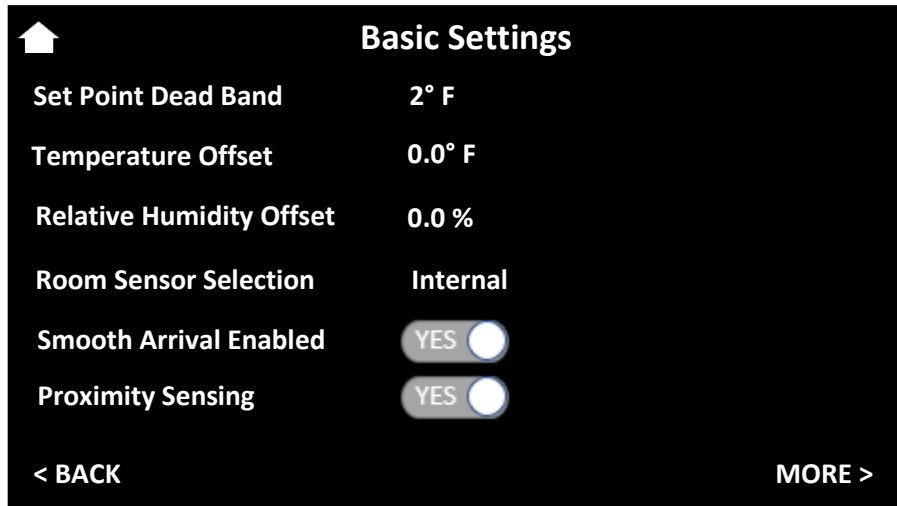 Basic Settings
Set Point Dead Band 2° F
Temperature Offset 0.0° F
Relative Humidity Offset 0.0 %
Room Sensor Selection Internal
Smooth Arrival Enabled YES
Proximity Sensing YES
< BACK MORE >